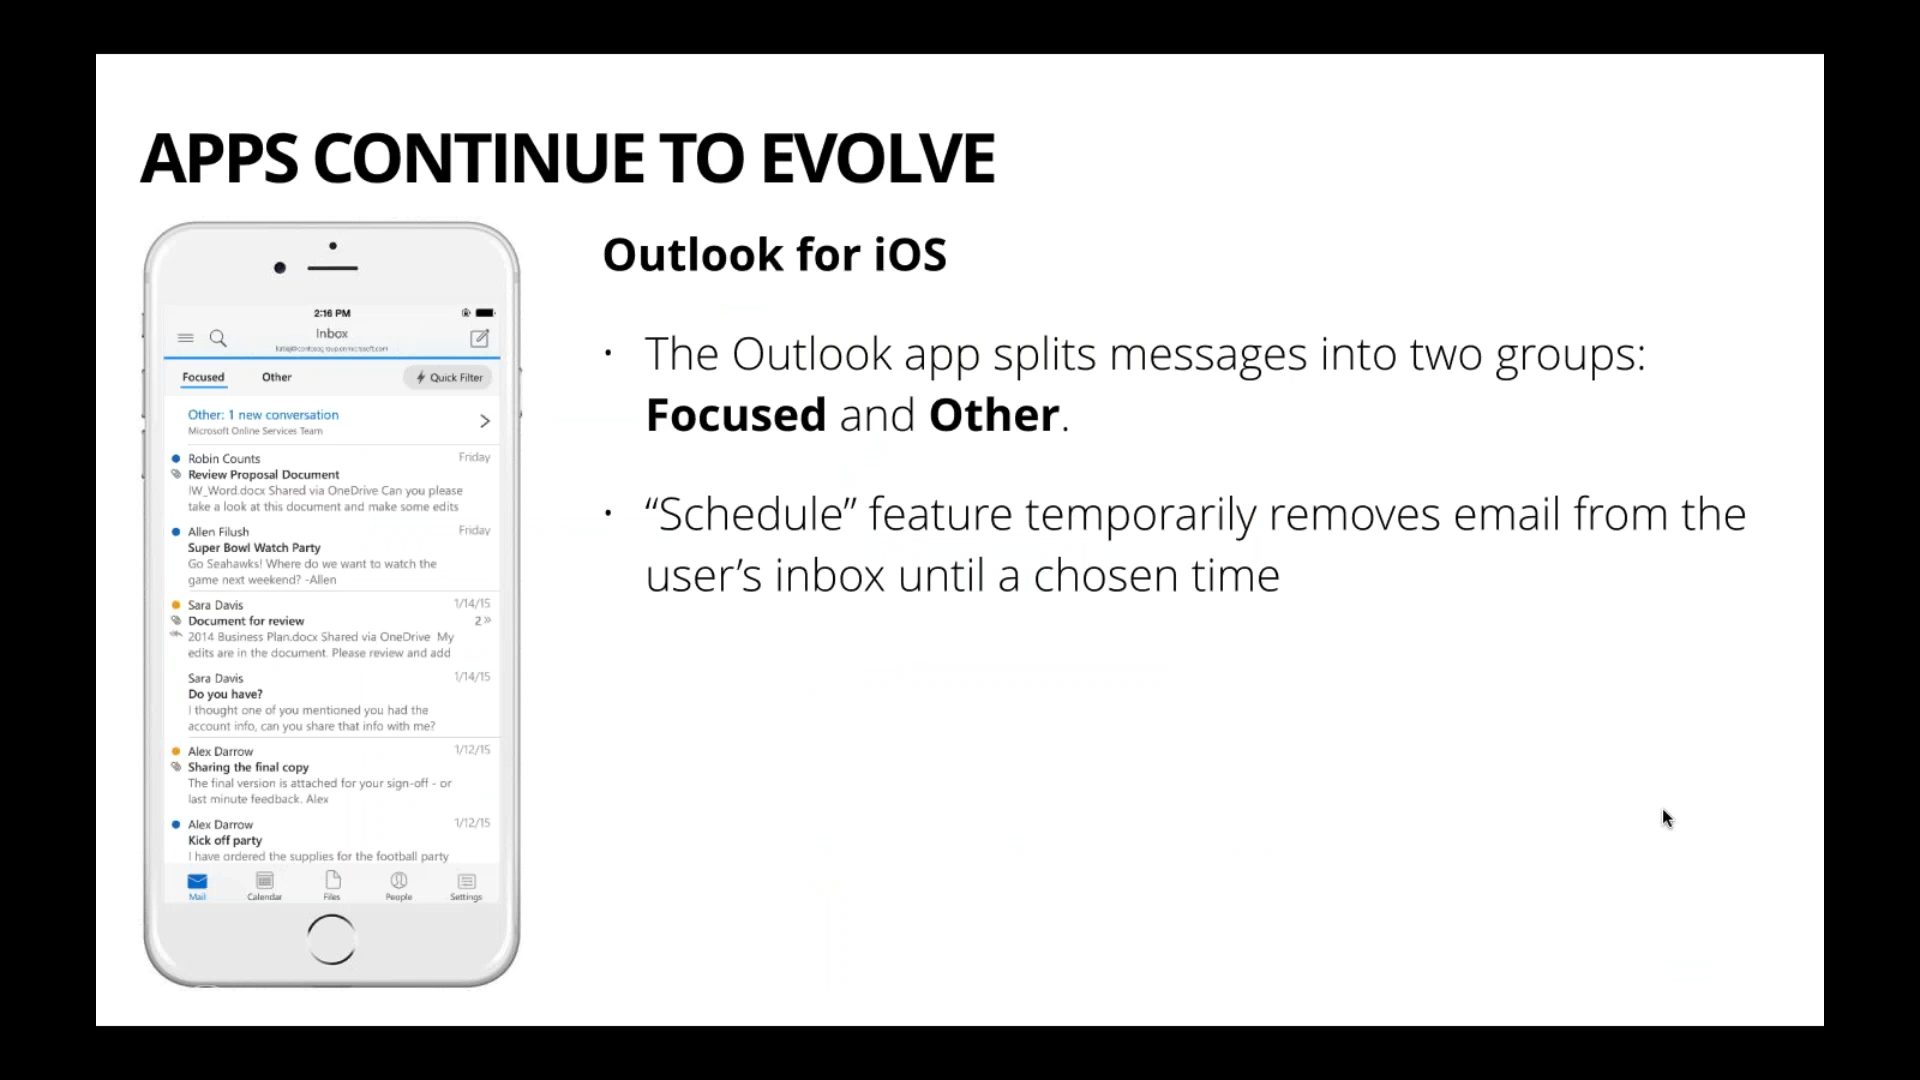 APPS CONTINUE TO EVOLVE
2:16 PM
Inbox
Focused
Other
Quick Filter
Other: 1 new conversation
Microsoft Online Services Team
Robin Counts
Friday
Review Proposal Document
IW_Word.docx Shared via OneDrive Can you please
take a look at this document and make some edits
Allen Filush
Friday
Super Bowl Watch Party
Go Seahawks! Where do we want to watch the
game next weekend? -Allen
Sara Davis
1/14/15
Document for review
2 »
2014 Business Plan.docx Shared via OneDrive My
edits are in the document. Please review and add
Sara Davis
1/14/15
Do you have?
I thought one of you mentioned you had the
account info, can you share that info with me?
Alex Darrow
1/12/15
Sharing the final copy
The final version is attached for your sign-off - or
last minute feedback. Alex
Alex Darrow
1/12/15
Kick off party
I have ordered the supplies for the football party
Mail
Calendar
Files
People
Settings
Outlook for iOS
· The Outlook app splits messages into two groups:
Focused and Other.
· “Schedule” feature temporarily removes email from the
user’s inbox until a chosen time